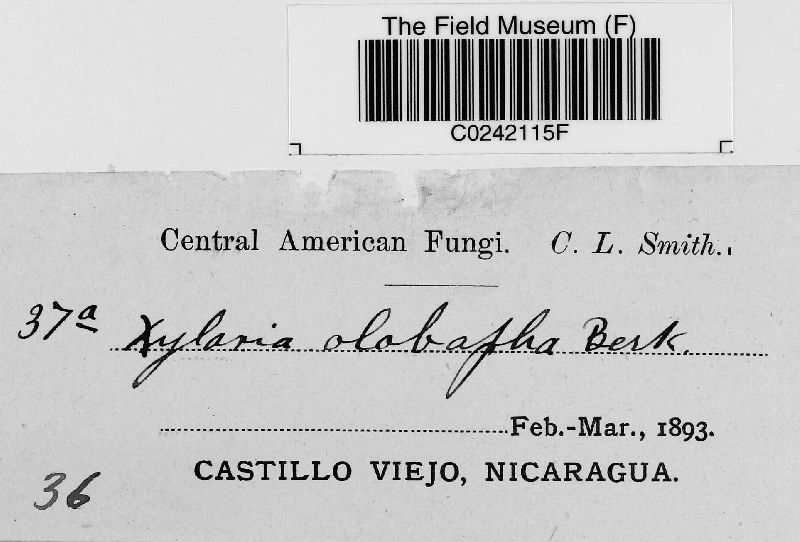 The Field Museum (F)
C0242115F
Central American Fungi. C. L. Smith.
37a Xylaria olobapha Berk.
Feb.-Mar., 1893.
CASTILLO VIEJO, NICARAGUA.
36